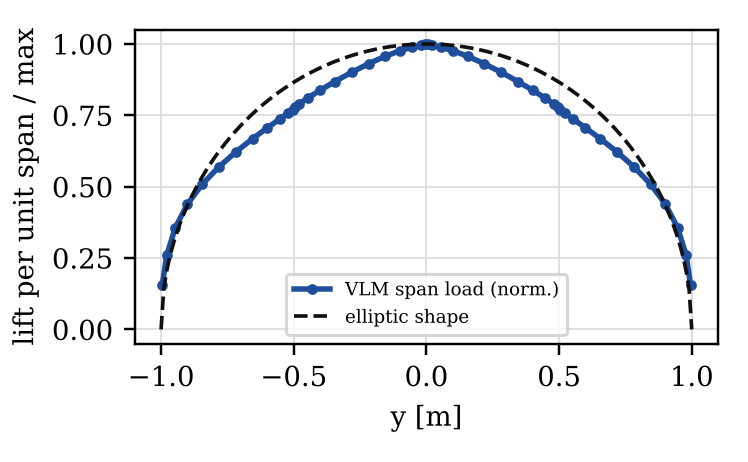 lift per unit span / max
1.00
0.75
0.50
0.25
0.00
VLM span load (norm.)
elliptic shape
−1.0 −0.5 0.0 0.5 1.0
y [m]